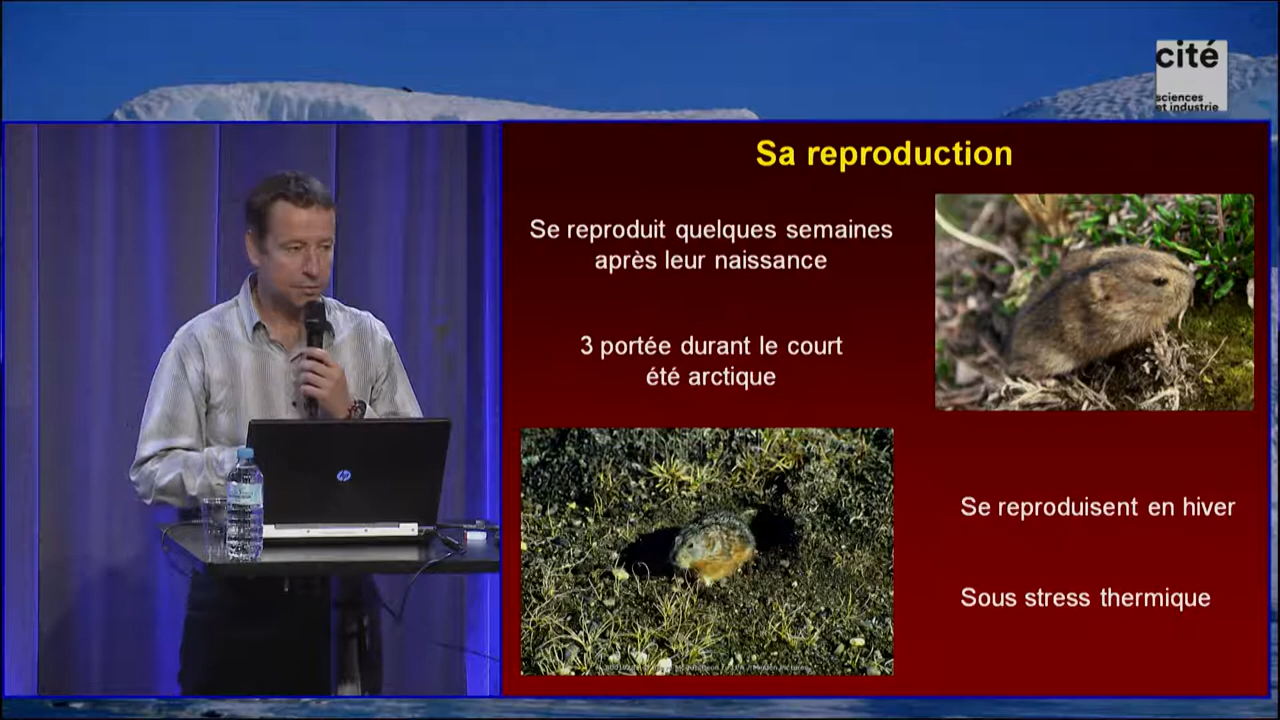 cité
sciences
et industrie
Sa reproduction
Se reproduit quelques semaines
après leur naissance
3 portée durant le court
été arctique
Se reproduisent en hiver
Sous stress thermique
hp